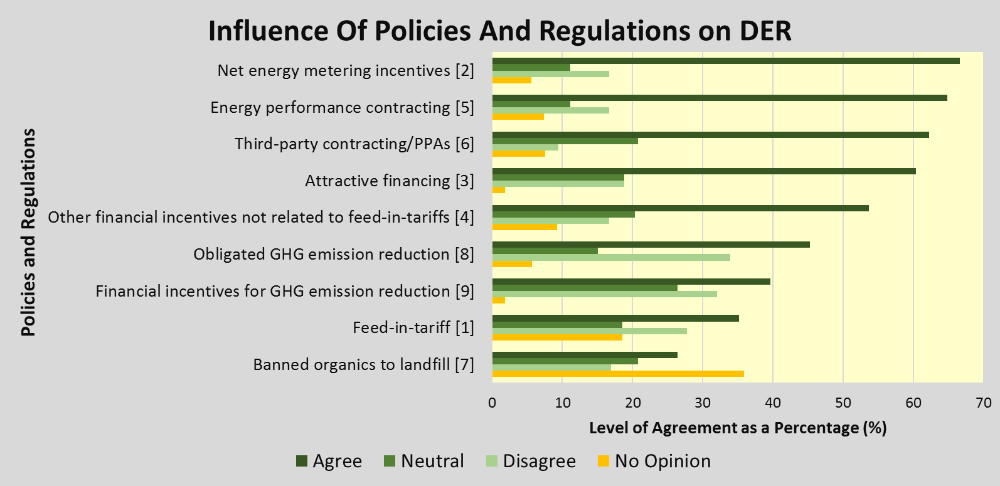 Influence Of Policies And Regulations on DER
Policies and Regulations
Net energy metering incentives [2]
Energy performance contracting [5]
Third-party contracting/PPAs [6]
Attractive financing [3]
Other financial incentives not related to feed-in-tariffs [4]
Obligated GHG emission reduction [8]
Financial incentives for GHG emission reduction [9]
Feed-in-tariff [1]
Banned organics to landfill [7]
0 10 20 30 40 50 60 70
Level of Agreement as a Percentage (%)
Agree Neutral Disagree No Opinion